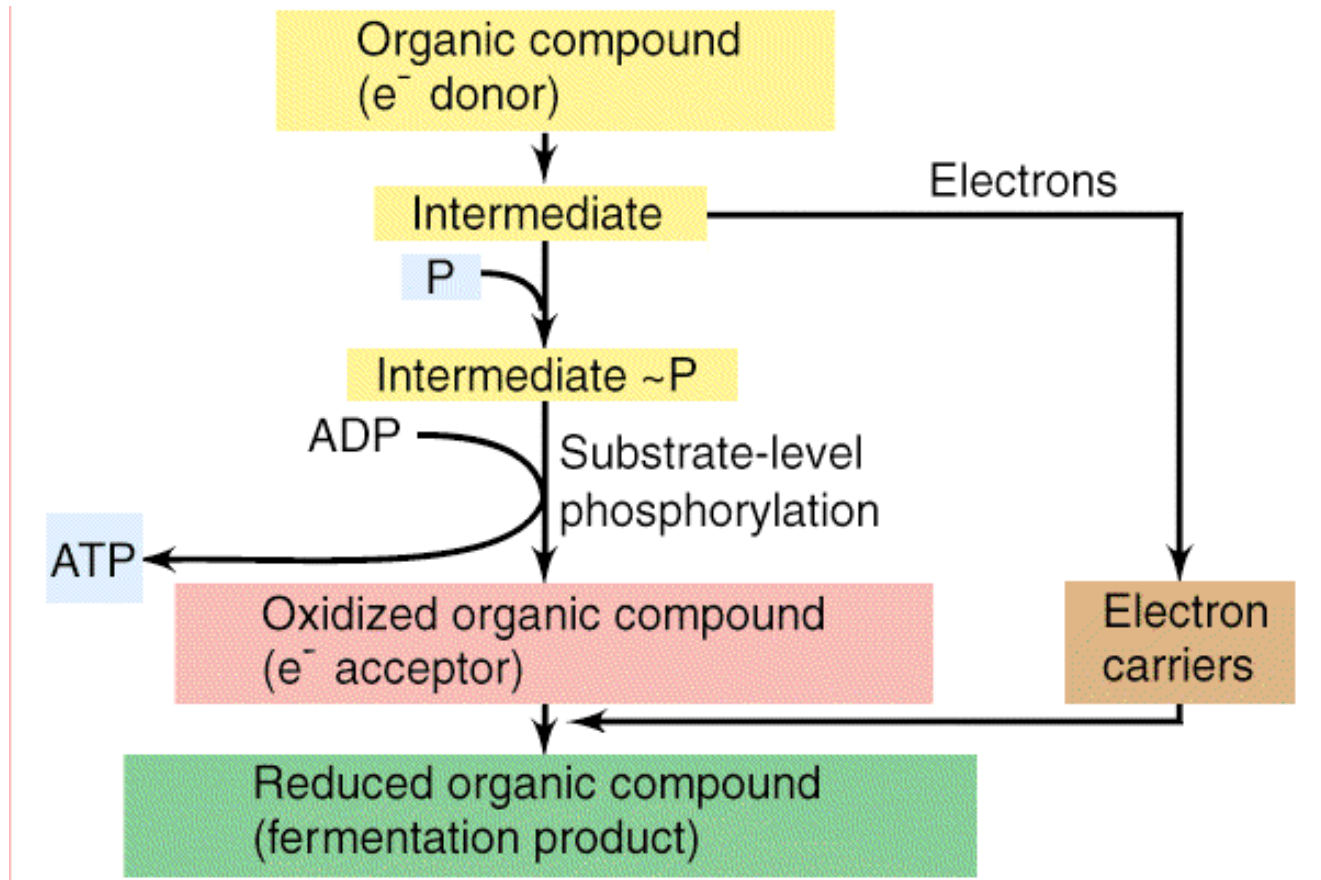 Organic compound
(e⁻ donor)
Intermediate
Electrons
P
Intermediate ~P
ADP
Substrate-level
phosphorylation
ATP
Oxidized organic compound
(e⁻ acceptor)
Electron
carriers
Reduced organic compound
(fermentation product)